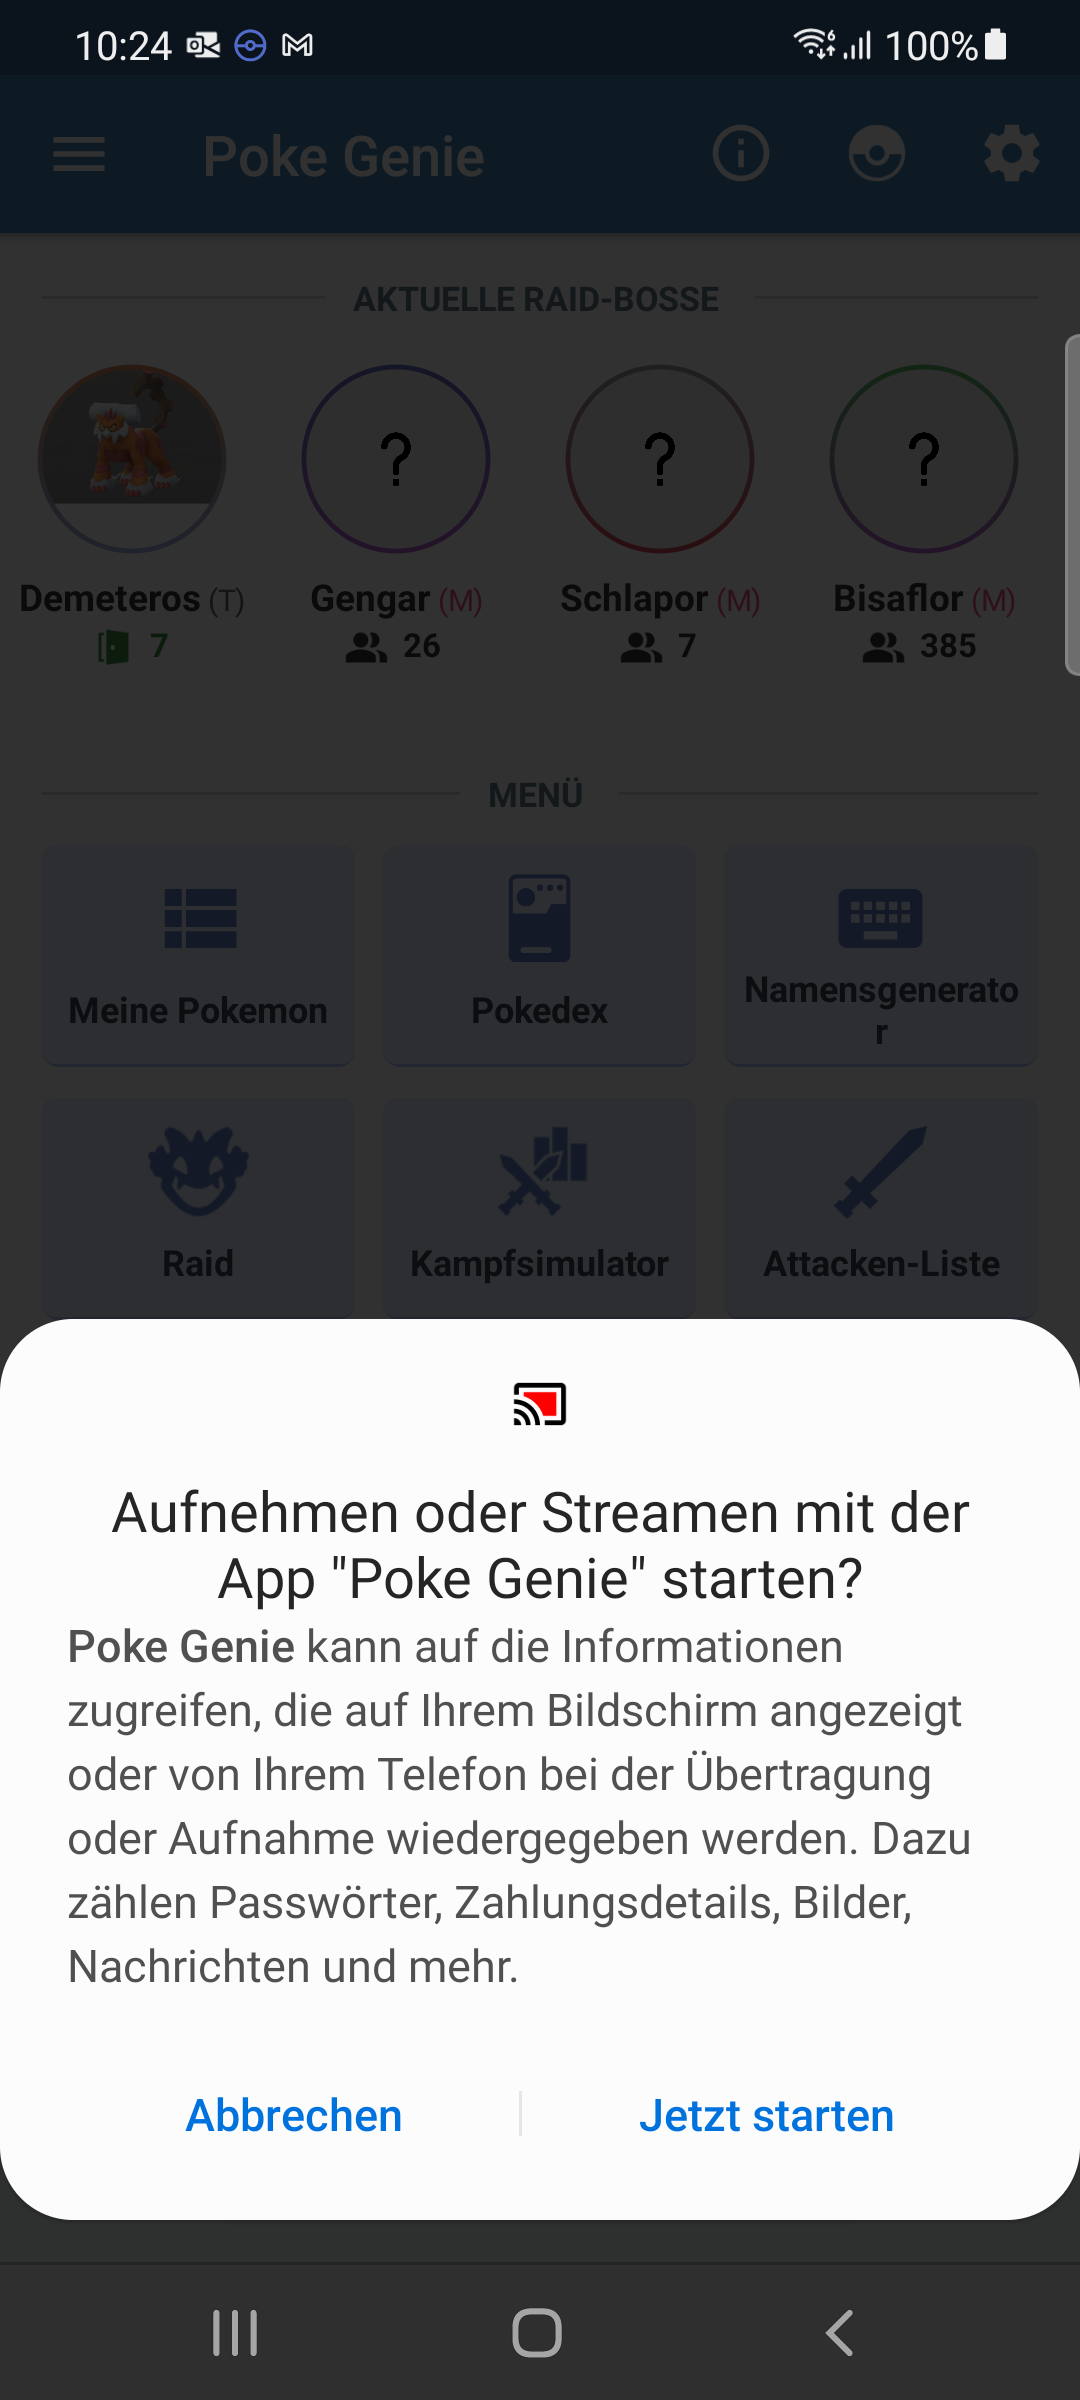 10:24
100%
Poke Genie
AKTUELLE RAID-BOSSE
? ? ?
Demeteros (T) Gengar (M) Schlapor (M) Bisaflor (M)
7 26 7 385
MENÜ
Meine Pokemon
Pokedex
Namensgenerato
r
Raid
Kampfsimulator
Attacken-Liste
Aufnehmen oder Streamen mit der
App "Poke Genie" starten?
Poke Genie kann auf die Informationen
zugreifen, die auf Ihrem Bildschirm angezeigt
oder von Ihrem Telefon bei der Übertragung
oder Aufnahme wiedergegeben werden. Dazu
zählen Passwörter, Zahlungsdetails, Bilder,
Nachrichten und mehr.
Abbrechen
Jetzt starten